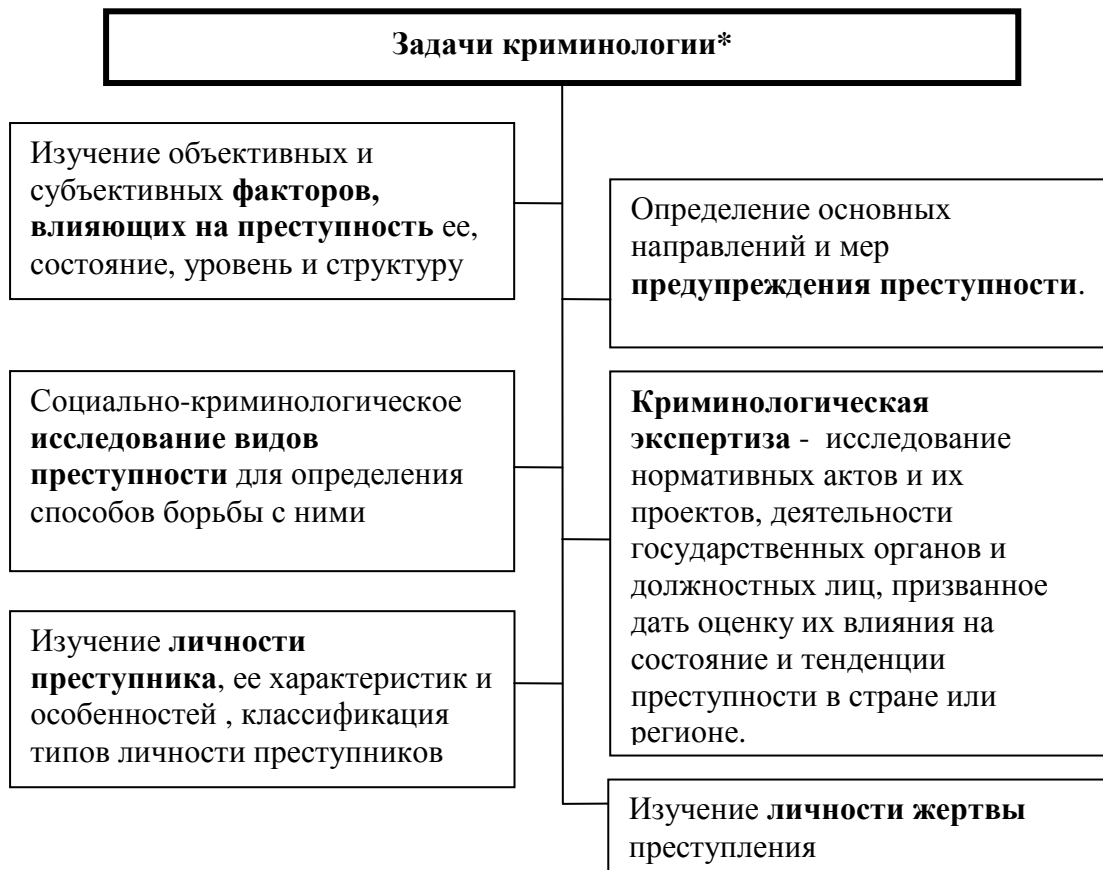 Задачи криминологии*
Изучение объективных и
субъективных факторов,
влияющих на преступность ее,
состояние, уровень и структуру
Определение основных
направлений и мер
предупреждения преступности.
Социально-криминологическое
исследование видов
преступности для определения
способов борьбы с ними
Криминологическая
экспертиза - исследование
нормативных актов и их
проектов, деятельности
государственных органов и
должностных лиц, призванное
дать оценку их влияния на
состояние и тенденции
преступности в стране или
регионе.
Изучение личности
преступника, ее характеристик и
особенностей , классификация
типов личности преступников
Изучение личности жертвы
преступления